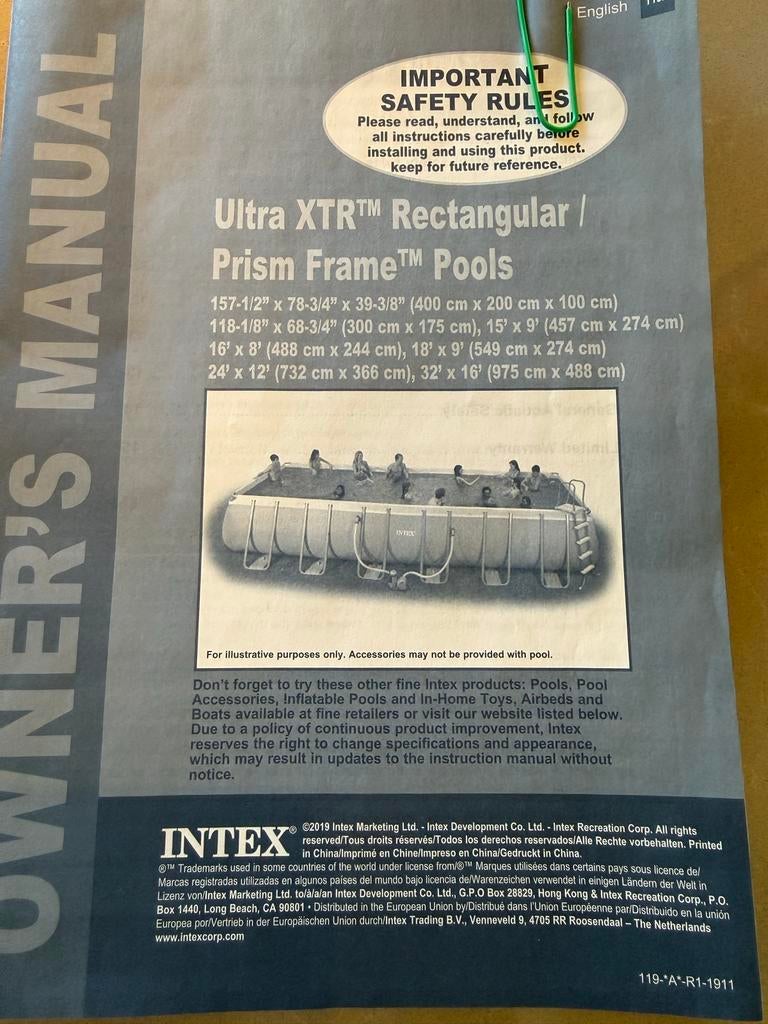 English
IMPORTANT
SAFETY RULES
Please read, understand, and follow
all instructions carefully before
installing and using this product.
keep for future reference.
OWNER'S MANUAL
Ultra XTR™ Rectangular /
Prism Frame™ Pools
157-1/2” x 78-3/4” x 39-3/8” (400 cm x 200 cm x 100 cm)
118-1/8” x 68-3/4” (300 cm x 175 cm), 15’ x 9’ (457 cm x 274 cm)
16’ x 8’ (488 cm x 244 cm), 18’ x 9’ (549 cm x 274 cm)
24’ x 12’ (732 cm x 366 cm), 32’ x 16’ (975 cm x 488 cm)
INTEX
For illustrative purposes only. Accessories may not be provided with pool.
Don’t forget to try these other fine Intex products: Pools, Pool
Accessories, Inflatable Pools and In-Home Toys, Airbeds and
Boats available at fine retailers or visit our website listed below.
Due to a policy of continuous product improvement, Intex
reserves the right to change specifications and appearance,
which may result in updates to the instruction manual without
notice.
INTEX® ©2019 Intex Marketing Ltd. - Intex Development Co. Ltd. - Intex Recreation Corp. All rights
reserved/Tous droits réservés/Todos los derechos reservados/Alle Rechte vorbehalten. Printed
in China/Imprimé en Chine/Impreso en China/Gedruckt in China.
®™ Trademarks used in some countries of the world under license from/®™ Marques utilisées dans certains pays sous licence de/
Marcas registradas utilizadas en algunos países del mundo bajo licencia de/Warenzeichen verwendet in einigen Ländern der Welt in
Lizenz von/Intex Marketing Ltd. to/à/a/an Intex Development Co. Ltd., G.P.O Box 28829, Hong Kong & Intex Recreation Corp., P.O.
Box 1440, Long Beach, CA 90801 • Distributed in the European Union by/Distribué dans l’Union Européenne par/Distribuido en la unión
Europea por/Vertrieb in der Europäischen Union durch/Intex Trading B.V., Venneveld 9, 4705 RR Roosendaal – The Netherlands
www.intexcorp.com
119-*A*-R1-1911